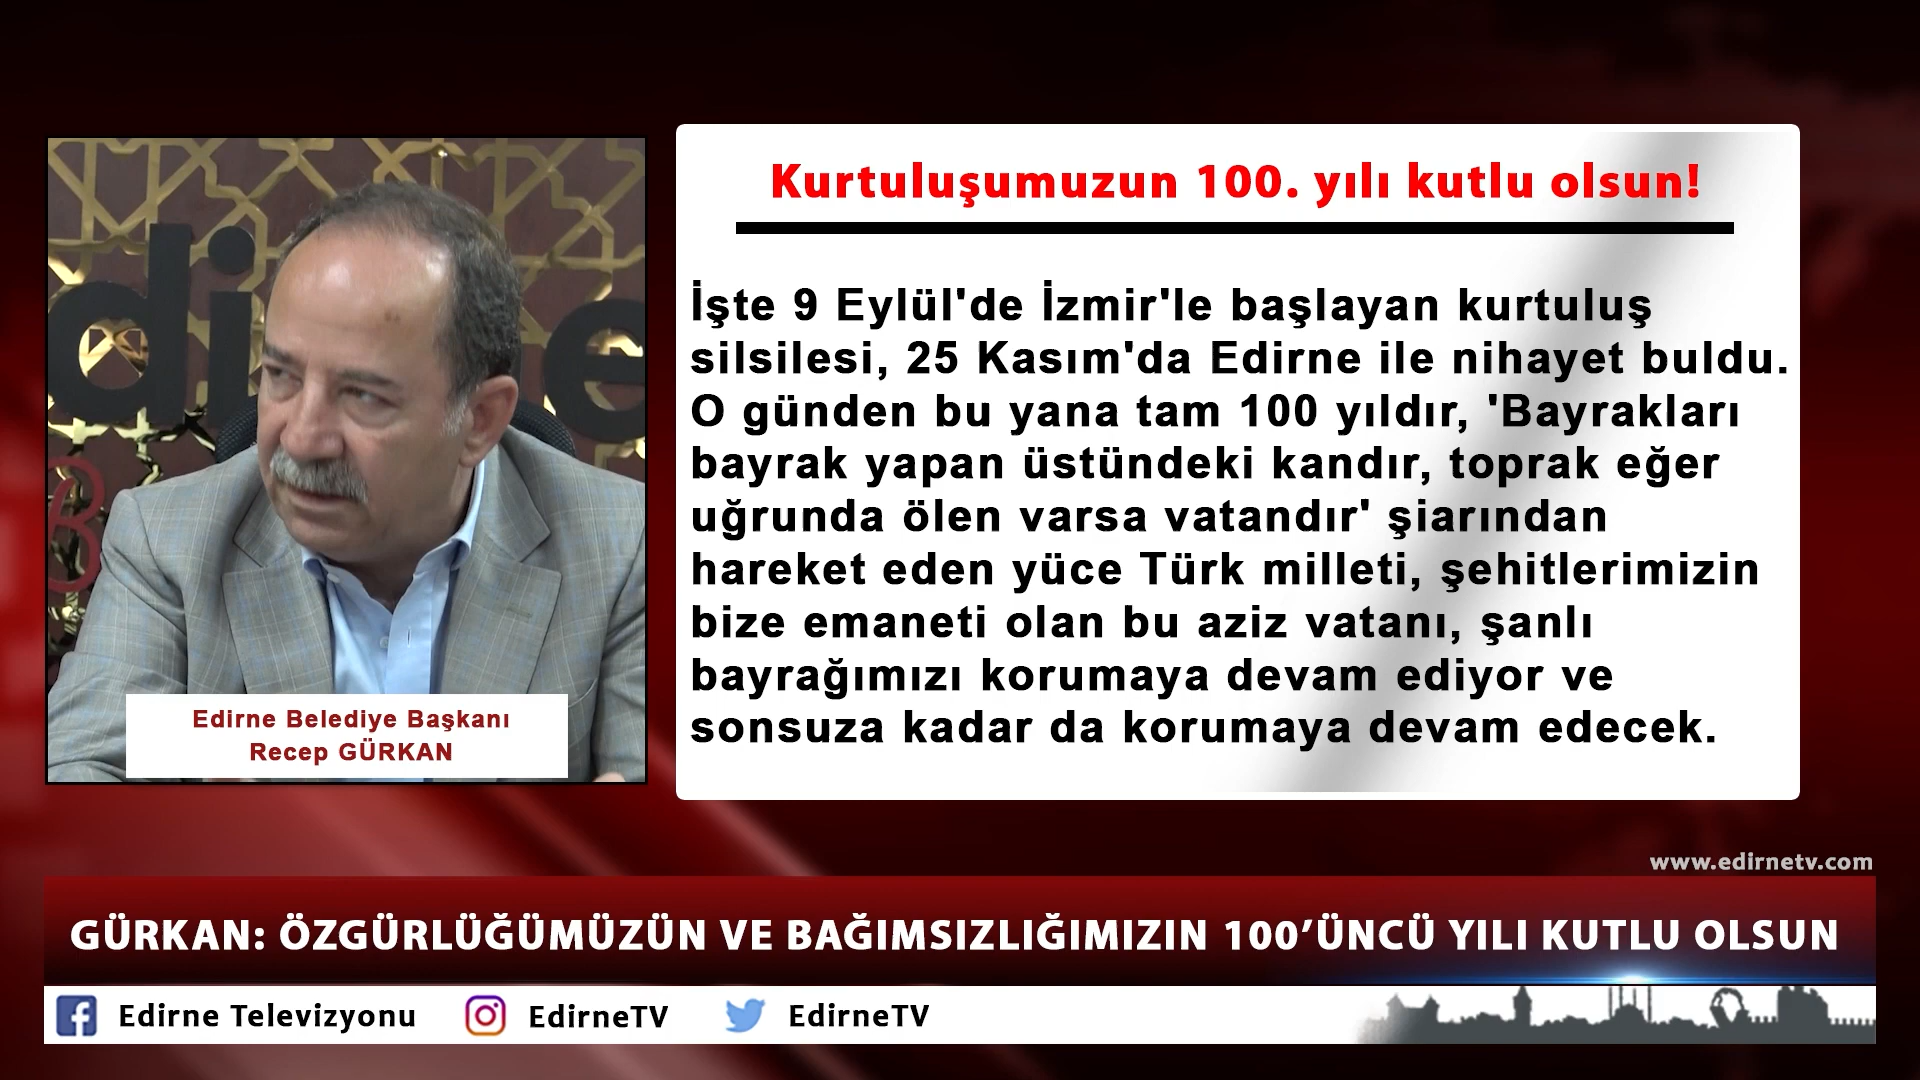 Kurtuluşumuzun 100. yılı kutlu olsun!
İşte 9 Eylül'de İzmir'le başlayan kurtuluş
silsilesi, 25 Kasım'da Edirne ile nihayet buldu.
O günden bu yana tam 100 yıldır, 'Bayrakları
bayrak yapan üstündeki kandır, toprak eğer
uğrunda ölen varsa vatandır' şiarından
hareket eden yüce Türk milleti, şehitlerimizin
bize emaneti olan bu aziz vatanı, şanlı
bayrağımızı korumaya devam ediyor ve
sonsuza kadar da korumaya devam edecek.
di ne
B
Edirne Belediye Başkanı
Recep GÜRKAN
www.edirnetv.com
GÜRKAN: ÖZGÜRLÜĞÜMÜZÜN VE BAĞIMSIZLIĞIMIZIN 100’ÜNCÜ YILI KUTLU OLSUN
Edirne Televizyonu EdirneTV EdirneTV